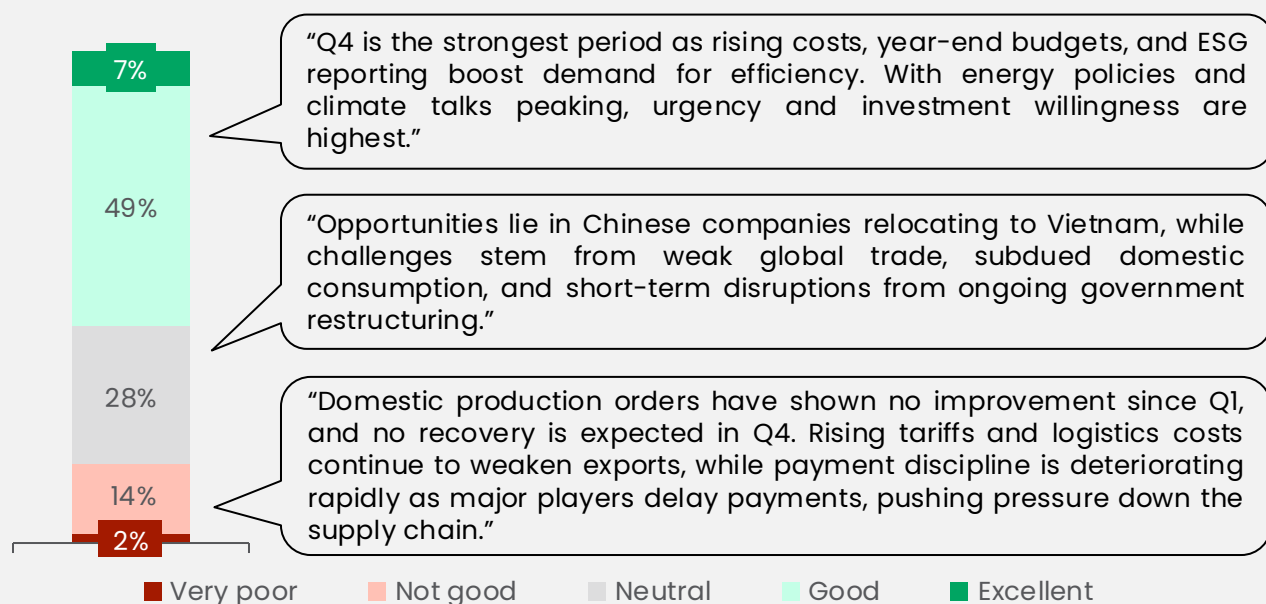 7%
49%
28%
14%
2%
“Q4 is the strongest period as rising costs, year-end budgets, and ESG
reporting boost demand for efficiency. With energy policies and
climate talks peaking, urgency and investment willingness are
highest.”
“Opportunities lie in Chinese companies relocating to Vietnam, while
challenges stem from weak global trade, subdued domestic
consumption, and short-term disruptions from ongoing government
restructuring.”
“Domestic production orders have shown no improvement since Q1,
and no recovery is expected in Q4. Rising tariffs and logistics costs
continue to weaken exports, while payment discipline is deteriorating
rapidly as major players delay payments, pushing pressure down the
supply chain.”
Very poor Not good Neutral Good Excellent